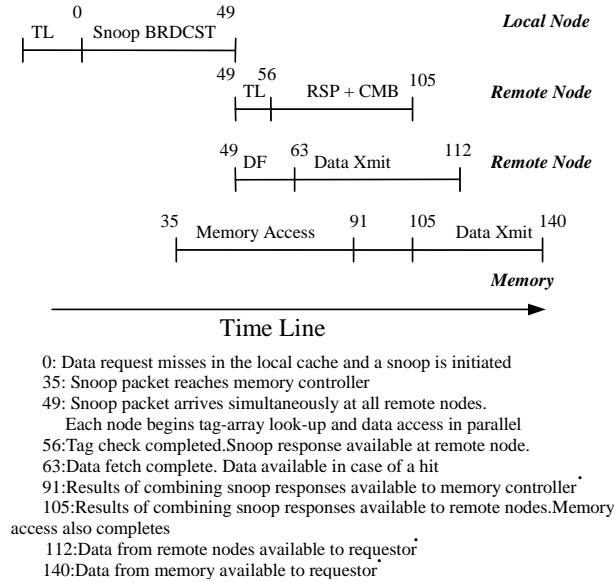 0 49 Local Node
TL Snoop BRDCST
49 56 105
TL RSP + CMB Remote Node
49 63 112
DF Data Xmit Remote Node
35 91 105 140
Memory Access Data Xmit
Memory
Time Line
0: Data request misses in the local cache and a snoop is initiated
35: Snoop packet reaches memory controller
49: Snoop packet arrives simultaneously at all remote nodes.
Each node begins tag-array look-up and data access in parallel
56:Tag check completed.Snoop response available at remote node.
63:Data fetch complete. Data available in case of a hit
91:Results of combining snoop responses available to memory controller.
105:Results of combining snoop responses available to remote nodes.Memory
access also completes
112:Data from remote nodes available to requestor.
140:Data from memory available to requestor.